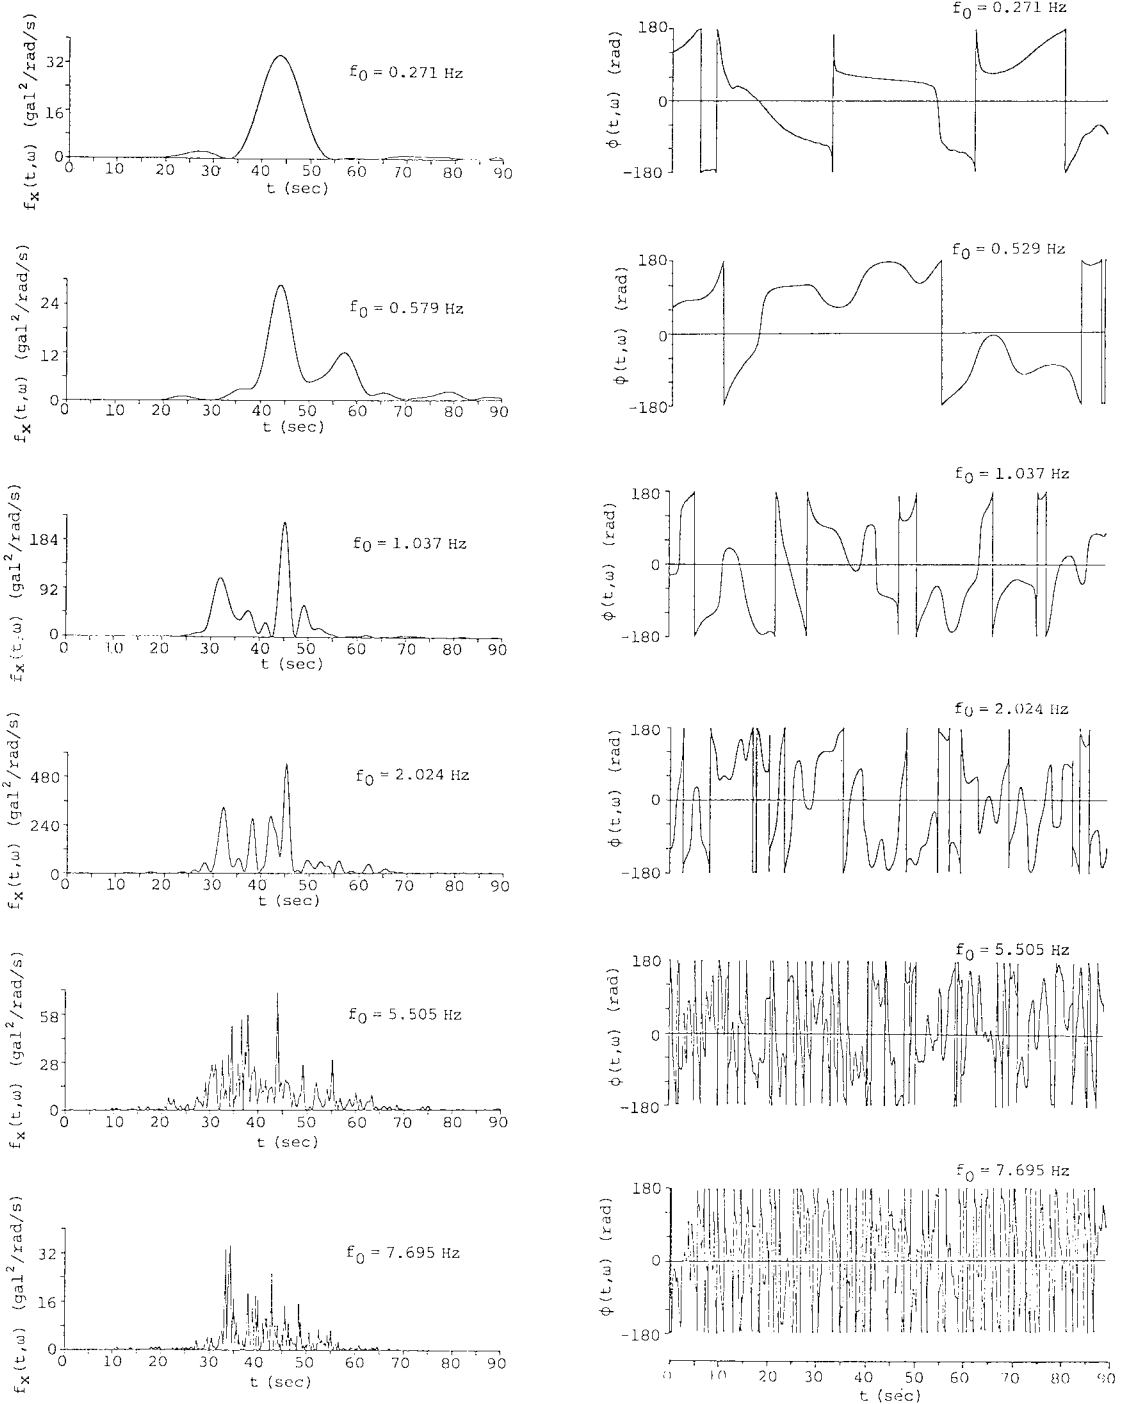 f₀ = 0.271 Hz
fx(t,ω) (gal²/rad/s)
32
16
0
0 10 20 30 40 50 60 70 80 90
t (sec)
f₀ = 0.271 Hz
ϕ(t,ω) (rad)
180
0
-180
f₀ = 0.579 Hz
fx(t,ω) (gal²/rad/s)
24
12
0
0 10 20 30 40 50 60 70 80 90
t (sec)
f₀ = 0.529 Hz
ϕ(t,ω) (rad)
180
0
-180
f₀ = 1.037 Hz
fx(t,ω) (gal²/rad/s)
184
92
0
0 10 20 30 40 50 60 70 80 90
t (sec)
f₀ = 1.037 Hz
ϕ(t,ω) (rad)
180
0
-180
f₀ = 2.024 Hz
fx(t,ω) (gal²/rad/s)
480
240
0
0 10 20 30 40 50 60 70 80 90
t (sec)
f₀ = 2.024 Hz
ϕ(t,ω) (rad)
180
0
-180
f₀ = 5.505 Hz
fx(t,ω) (gal²/rad/s)
58
28
0
0 10 20 30 40 50 60 70 80 90
t (sec)
f₀ = 5.505 Hz
ϕ(t,ω) (rad)
180
0
-180
f₀ = 7.695 Hz
fx(t,ω) (gal²/rad/s)
32
16
0
0 10 20 30 40 50 60 70 80 90
t (sec)
f₀ = 7.695 Hz
ϕ(t,ω) (rad)
180
0
-180
0 10 20 30 40 50 60 70 80 90
t (sec)